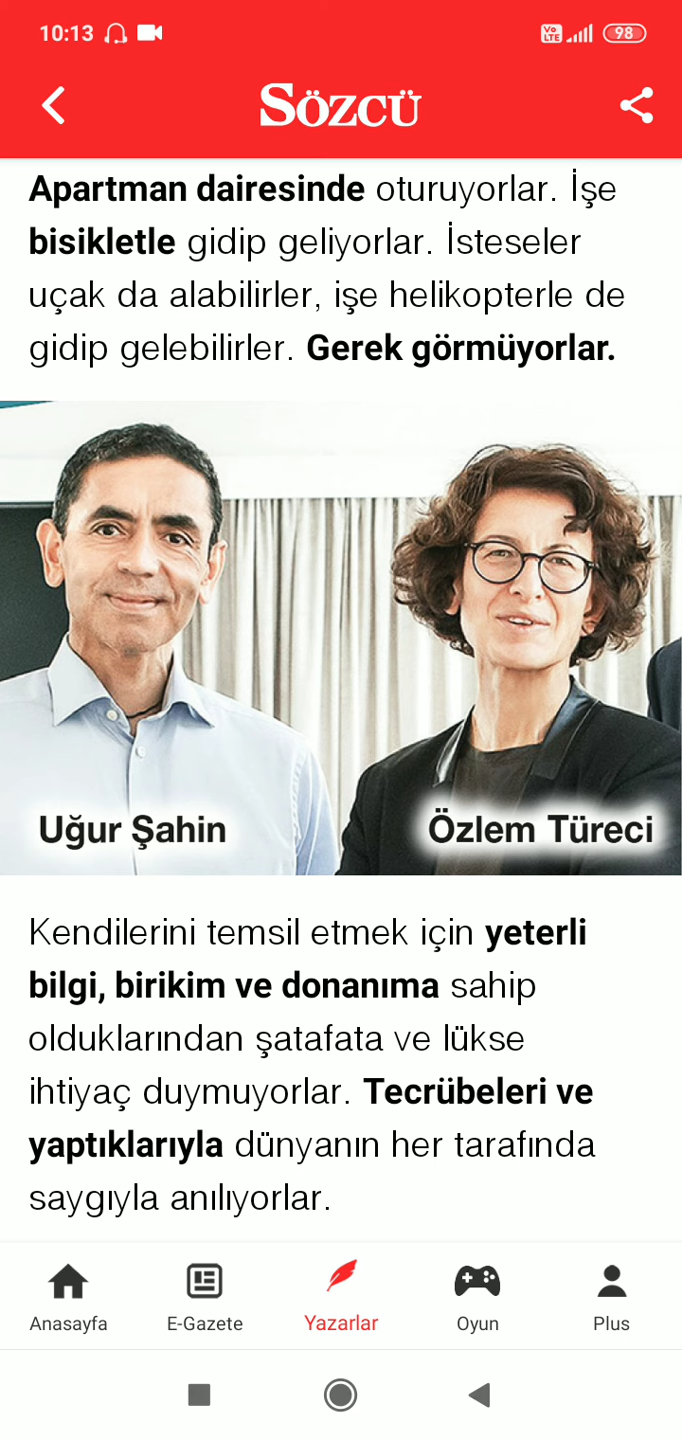 10:13
Vo LTE
98
SÖZCÜ
Apartman dairesinde oturuyorlar. İşe
bisikletle gidip geliyorlar. İsteseler
uçak da alabilirler, işe helikopterle de
gidip gelebilirler. Gerek görmüyorlar.
Uğur Şahin
Özlem Türeci
Kendilerini temsil etmek için yeterli
bilgi, birikim ve donanıma sahip
olduklarından şatafata ve lükse
ihtiyaç duymuyorlar. Tecrübeleri ve
yaptıklarıyla dünyanın her tarafında
saygıyla anılıyorlar.
Anasayfa
E-Gazete
Yazarlar
Oyun
Plus